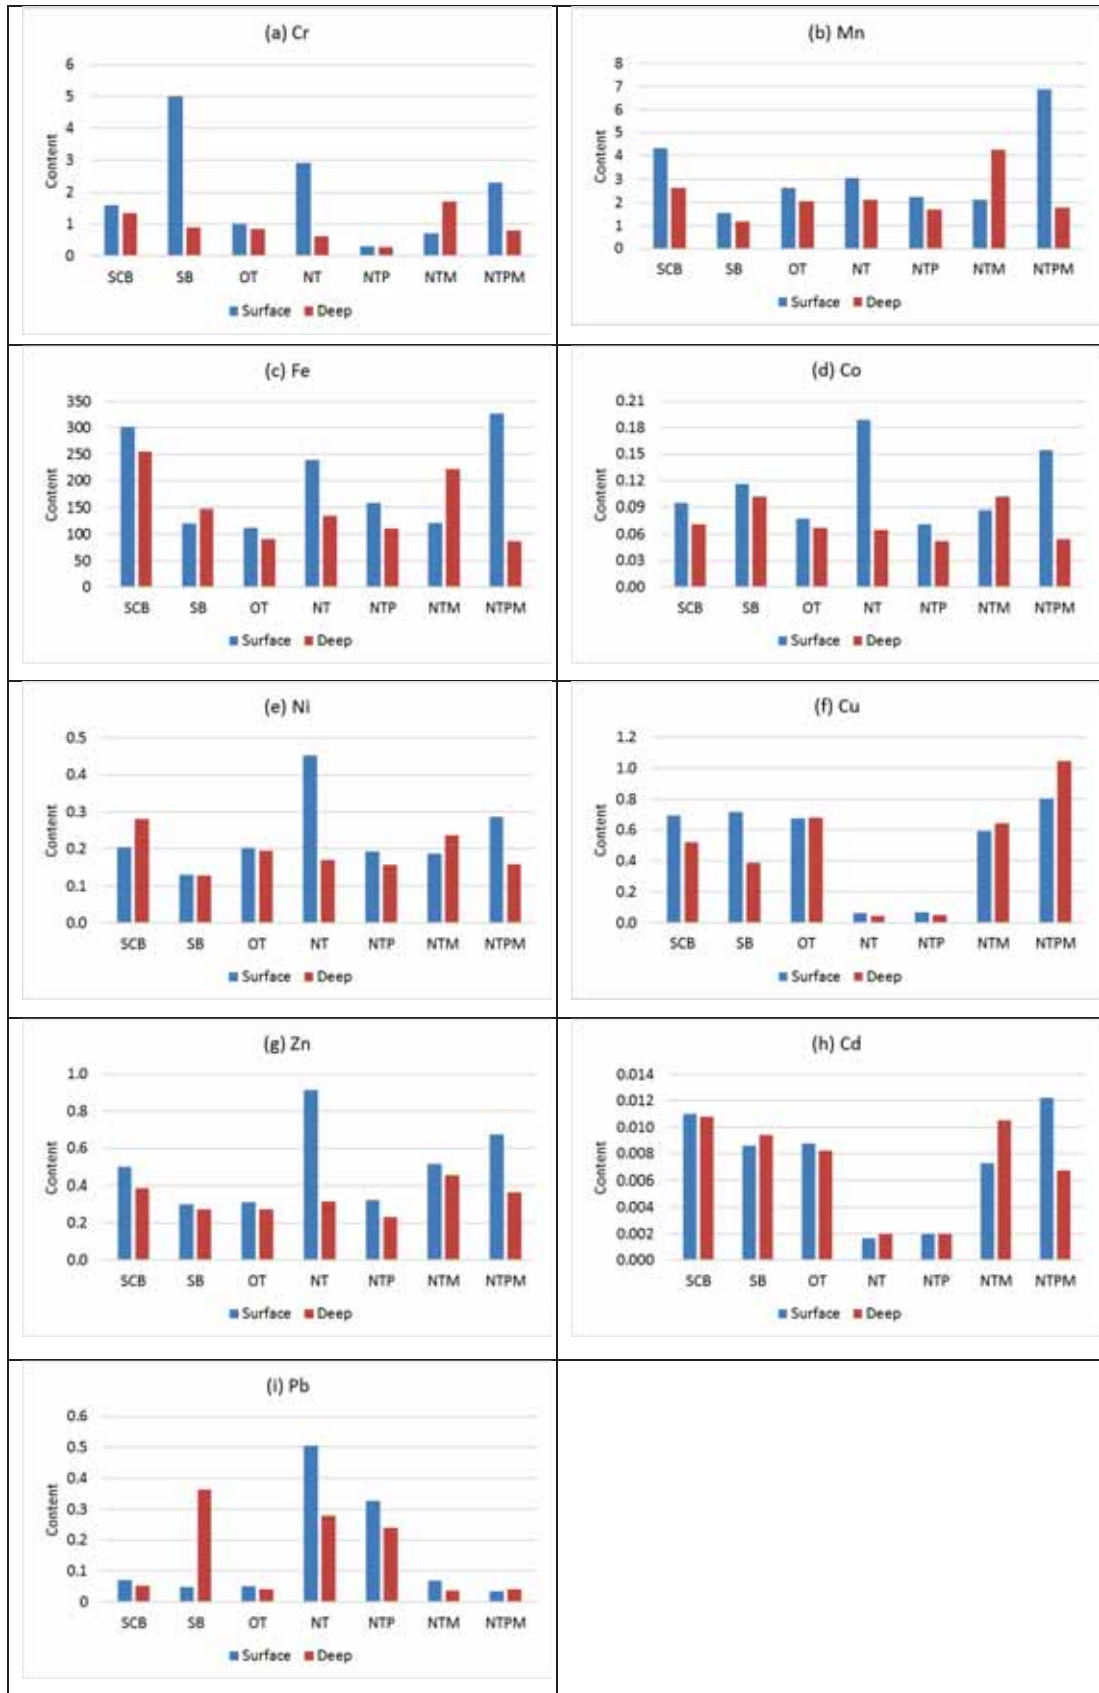 (a) Cr
6
5
4
3
2
1
0
Content
SCB SB OT NT NTP NTM NTPM
Surface Deep
(b) Mn
8
7
6
5
4
3
2
1
0
Content
SCB SB OT NT NTP NTM NTPM
Surface Deep
(c) Fe
350
300
250
200
150
100
50
0
Content
SCB SB OT NT NTP NTM NTPM
Surface Deep
(d) Co
0.21
0.18
0.15
0.12
0.09
0.06
0.03
0.00
Content
SCB SB OT NT NTP NTM NTPM
Surface Deep
(e) Ni
0.5
0.4
0.3
0.2
0.1
0.0
Content
SCB SB OT NT NTP NTM NTPM
Surface Deep
(f) Cu
1.2
1.0
0.8
0.6
0.4
0.2
0.0
Content
SCB SB OT NT NTP NTM NTPM
Surface Deep
(g) Zn
1.0
0.8
0.6
0.4
0.2
0.0
Content
SCB SB OT NT NTP NTM NTPM
Surface Deep
(h) Cd
0.014
0.012
0.010
0.008
0.006
0.004
0.002
0.000
Content
SCB SB OT NT NTP NTM NTPM
Surface Deep
(i) Pb
0.6
0.5
0.4
0.3
0.2
0.1
0
Content
SCB SB OT NT NTP NTM NTPM
Surface Deep